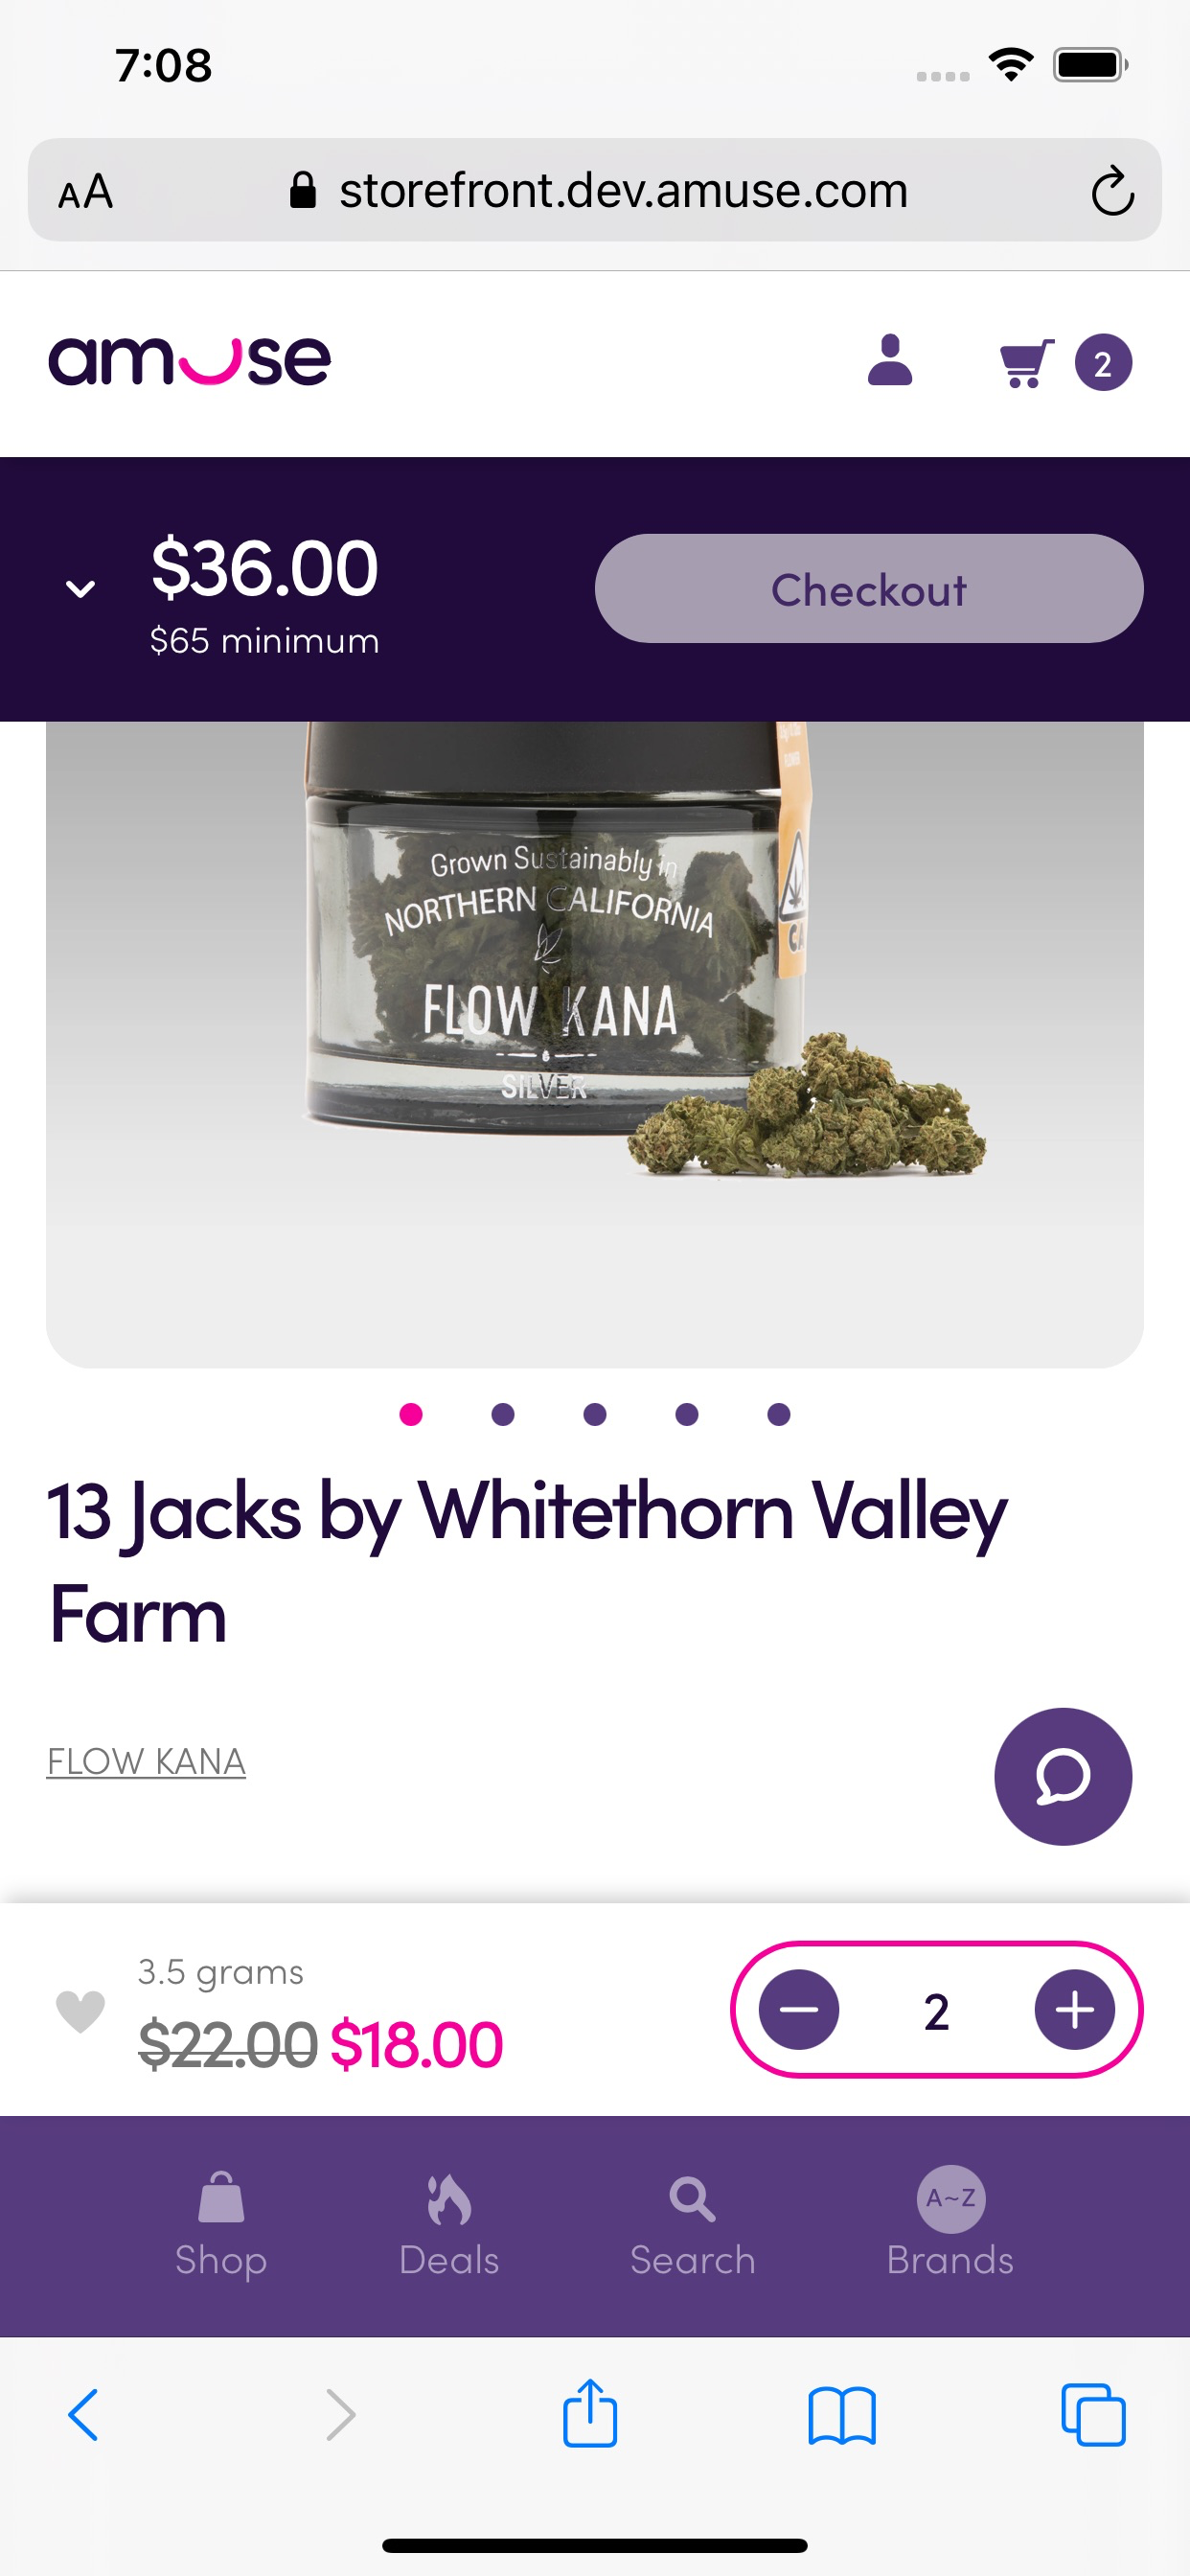 7:08
AA storefront.dev.amuse.com
amuse
2
$36.00
$65 minimum
Checkout
Grown Sustainably in
NORTHERN CALIFORNIA
FLOW KANA
SILVER
FLOWER
CA
13 Jacks by Whitethorn Valley
Farm
FLOW KANA
3.5 grams
$22.00 $18.00
2
A~Z
Shop Deals Search Brands